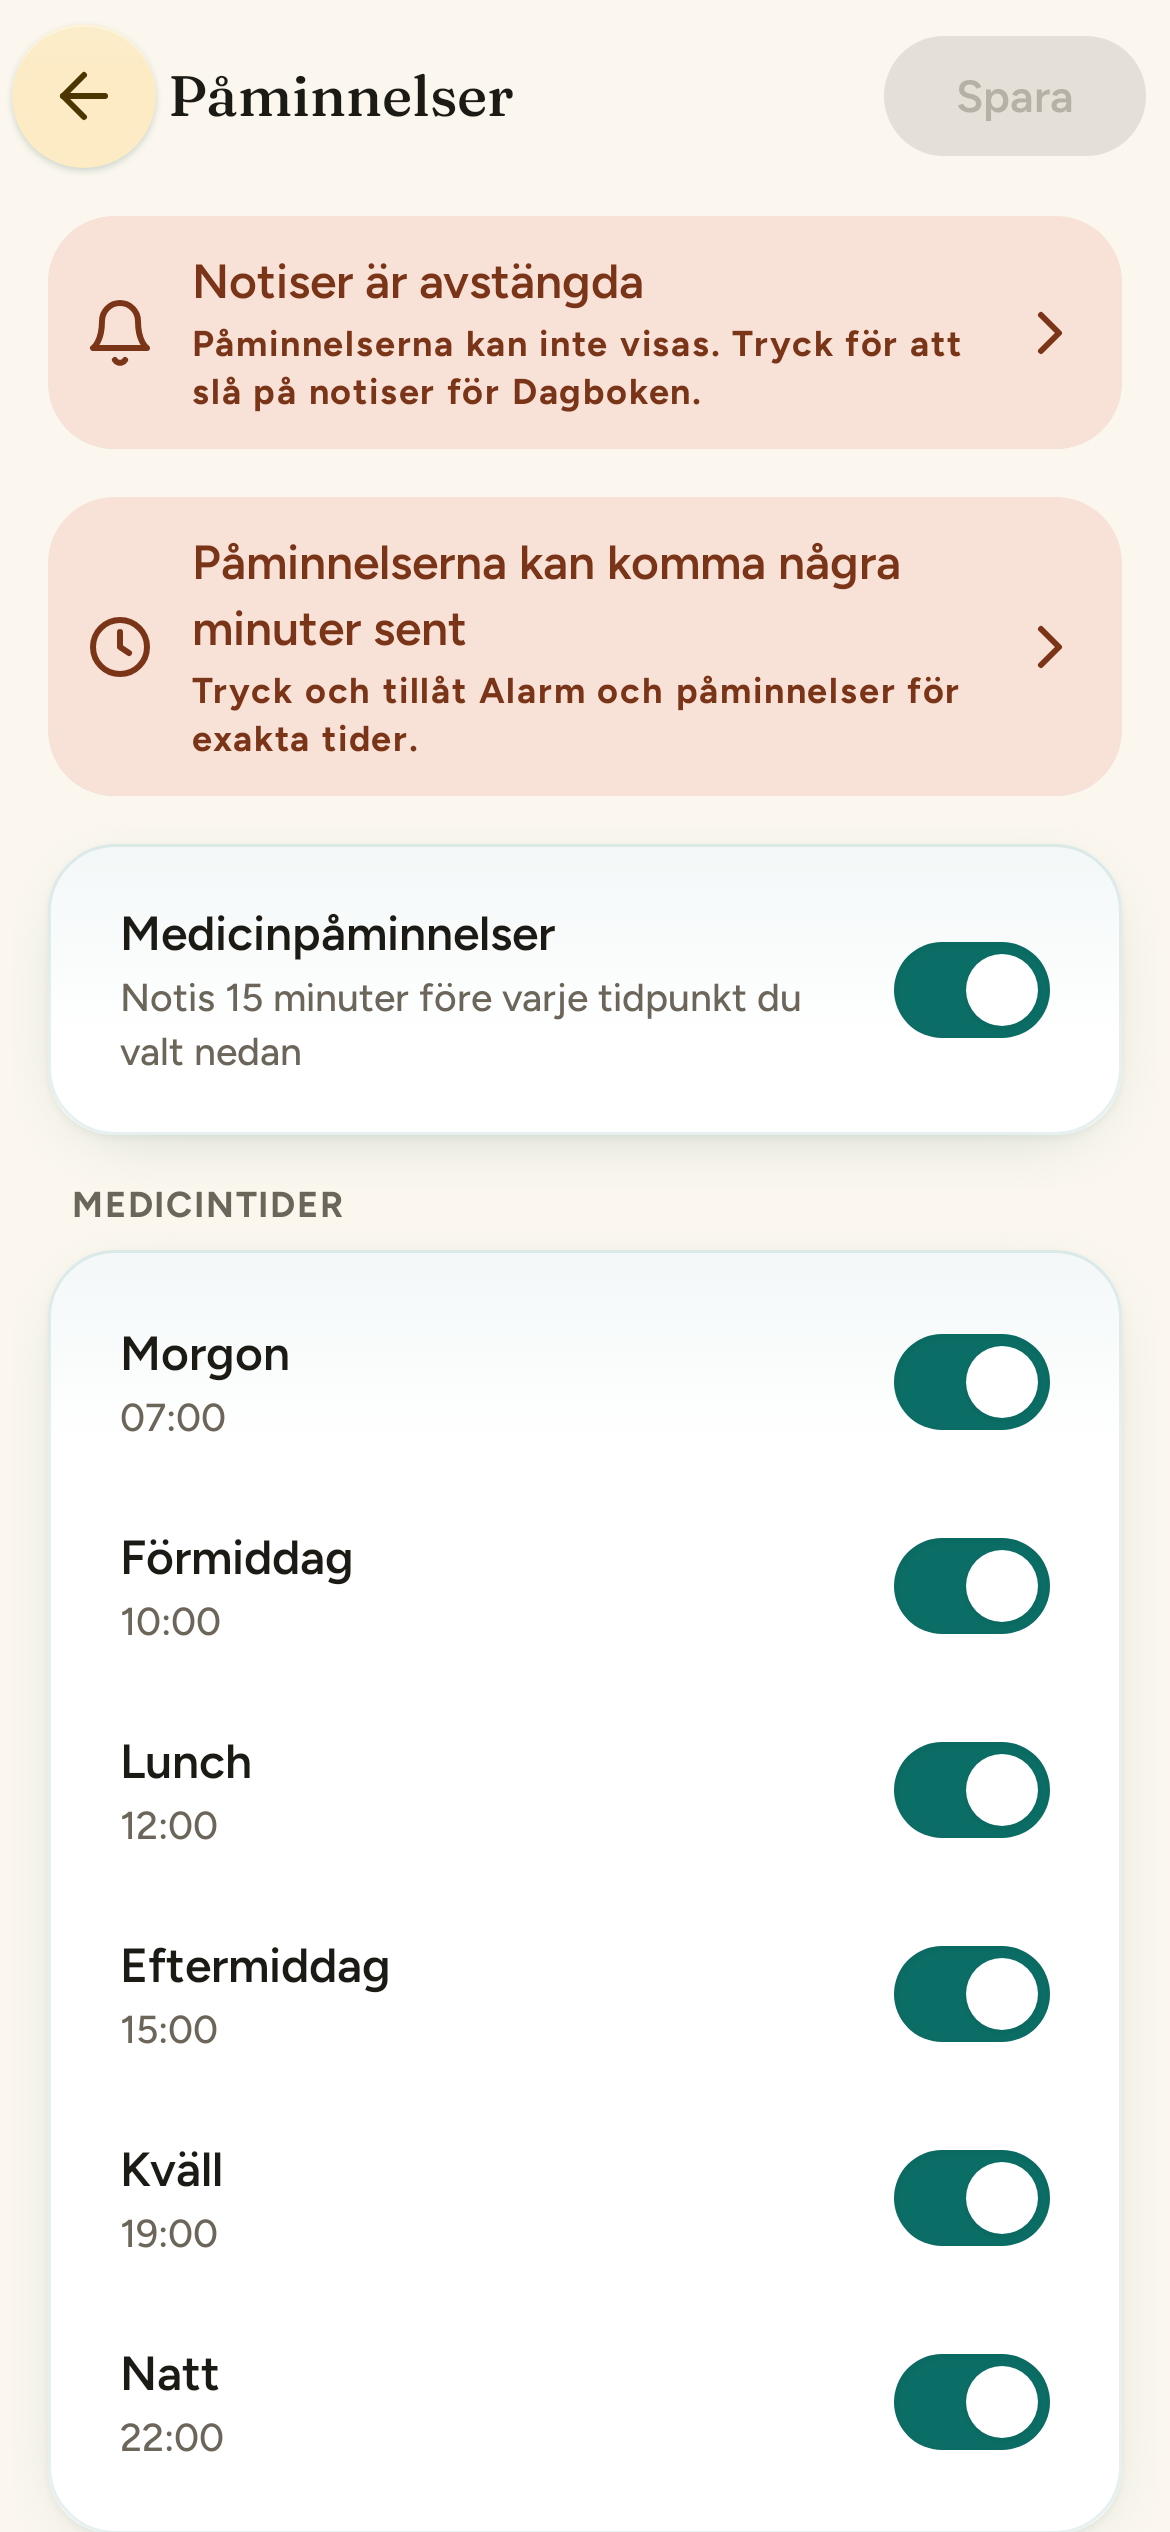 Påminnelser
Spara
Notiser är avstängda
Påminnelserna kan inte visas. Tryck för att
slå på notiser för Dagboken.
Påminnelserna kan komma några
minuter sent
Tryck och tillåt Alarm och påminnelser för
exakta tider.
Medicinpåminnelser
Notis 15 minuter före varje tidpunkt du
valt nedan
MEDICINTIDER
Morgon
07:00
Förmiddag
10:00
Lunch
12:00
Eftermiddag
15:00
Kväll
19:00
Natt
22:00